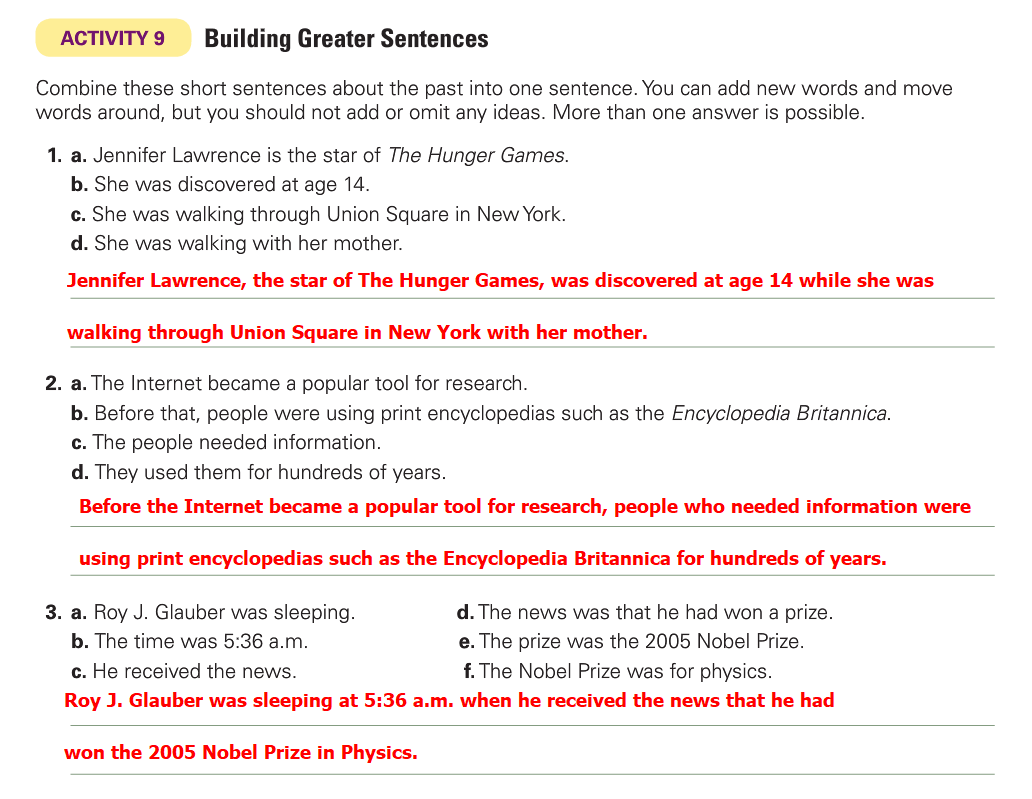 ACTIVITY 9 Building Greater Sentences
Combine these short sentences about the past into one sentence. You can add new words and move
words around, but you should not add or omit any ideas. More than one answer is possible.
1. a. Jennifer Lawrence is the star of The Hunger Games.
b. She was discovered at age 14.
c. She was walking through Union Square in New York.
d. She was walking with her mother.
Jennifer Lawrence, the star of The Hunger Games, was discovered at age 14 while she was
walking through Union Square in New York with her mother.
2. a. The Internet became a popular tool for research.
b. Before that, people were using print encyclopedias such as the Encyclopedia Britannica.
c. The people needed information.
d. They used them for hundreds of years.
Before the Internet became a popular tool for research, people who needed information were
using print encyclopedias such as the Encyclopedia Britannica for hundreds of years.
3. a. Roy J. Glauber was sleeping.
b. The time was 5:36 a.m.
c. He received the news.
d. The news was that he had won a prize.
e. The prize was the 2005 Nobel Prize.
f. The Nobel Prize was for physics.
Roy J. Glauber was sleeping at 5:36 a.m. when he received the news that he had
won the 2005 Nobel Prize in Physics.